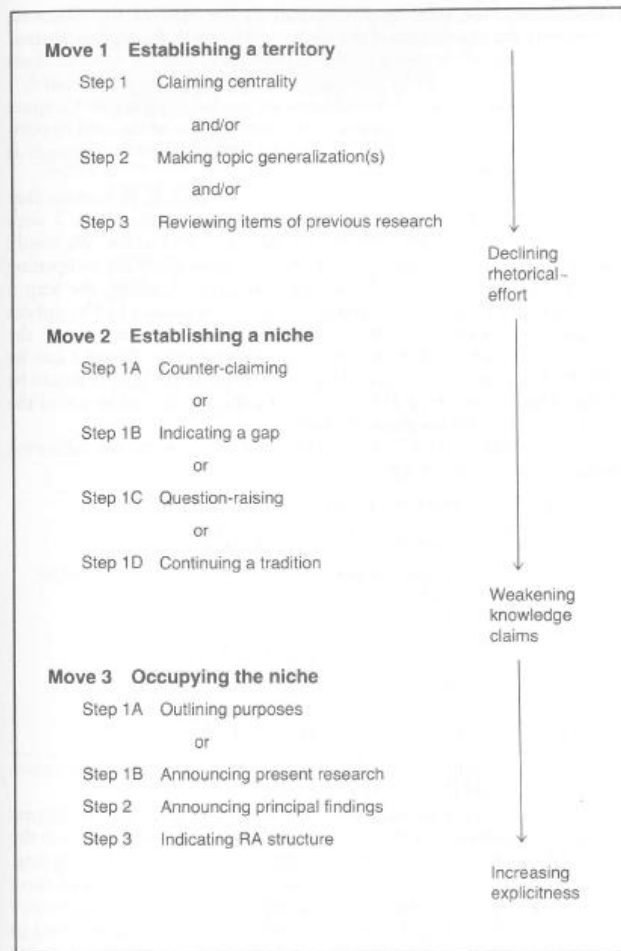 Move 1 Establishing a territory
Step 1 Claiming centrality
and/or
Step 2 Making topic generalization(s)
and/or
Step 3 Reviewing items of previous research
Declining
rhetorical-
effort
Move 2 Establishing a niche
Step 1A Counter-claiming
or
Step 1B Indicating a gap
or
Step 1C Question-raising
or
Step 1D Continuing a tradition
Weakening
knowledge
claims
Move 3 Occupying the niche
Step 1A Outlining purposes
or
Step 1B Announcing present research
Step 2 Announcing principal findings
Step 3 Indicating RA structure
Increasing
explicitness